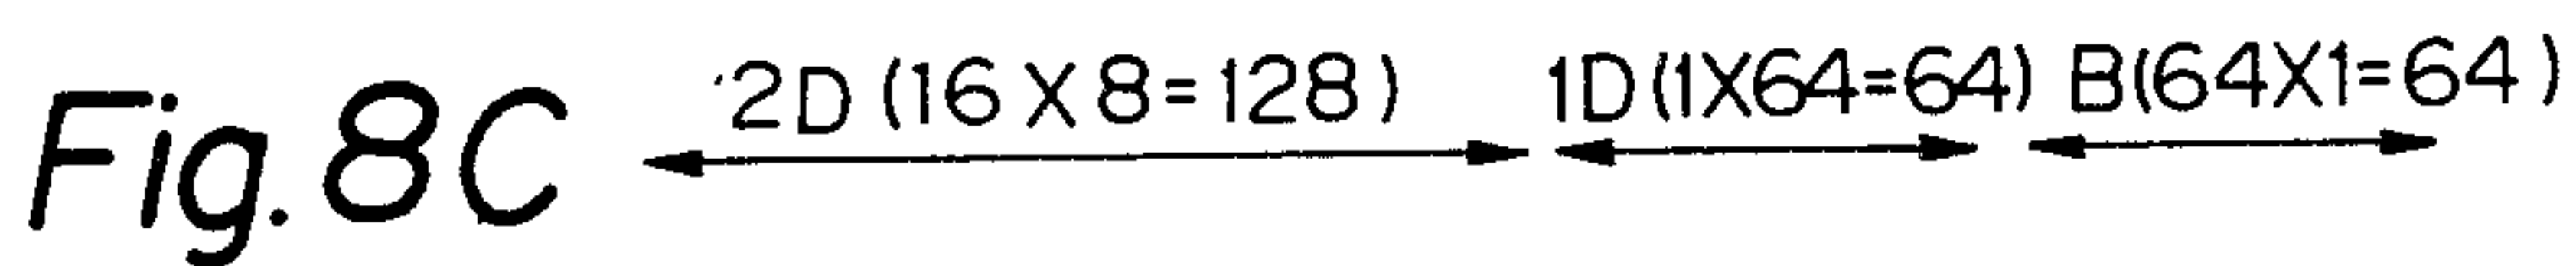 Fig. 8C 2D (16 X 8 = 128) 1D (1X64=64) B(64X1=64)